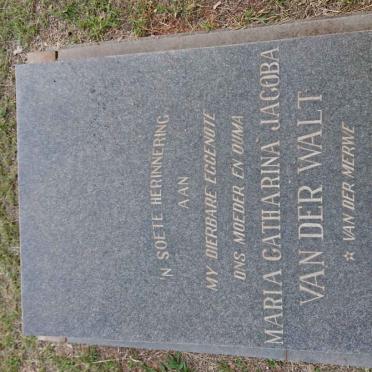 'N SOETE HERINNERING
AAN
MY DIERBARE EGGENOTE
ONS MOEDER EN OUMA
MARIA CATHARINA JACOBA
VAN DER WALT
☆ VAN DER MERWE